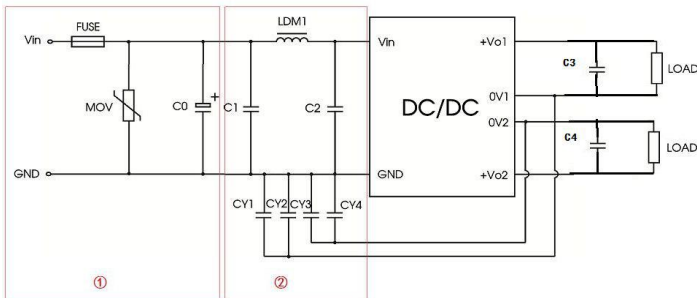 FUSE
LDM1
Vin
Vin
+Vo1
C3
LOAD
MOV
C0
+
C1
C2
0V1
DC/DC
0V2
C4
LOAD
GND
GND
+Vo2
CY1
CY2
CY3
CY4
①
②